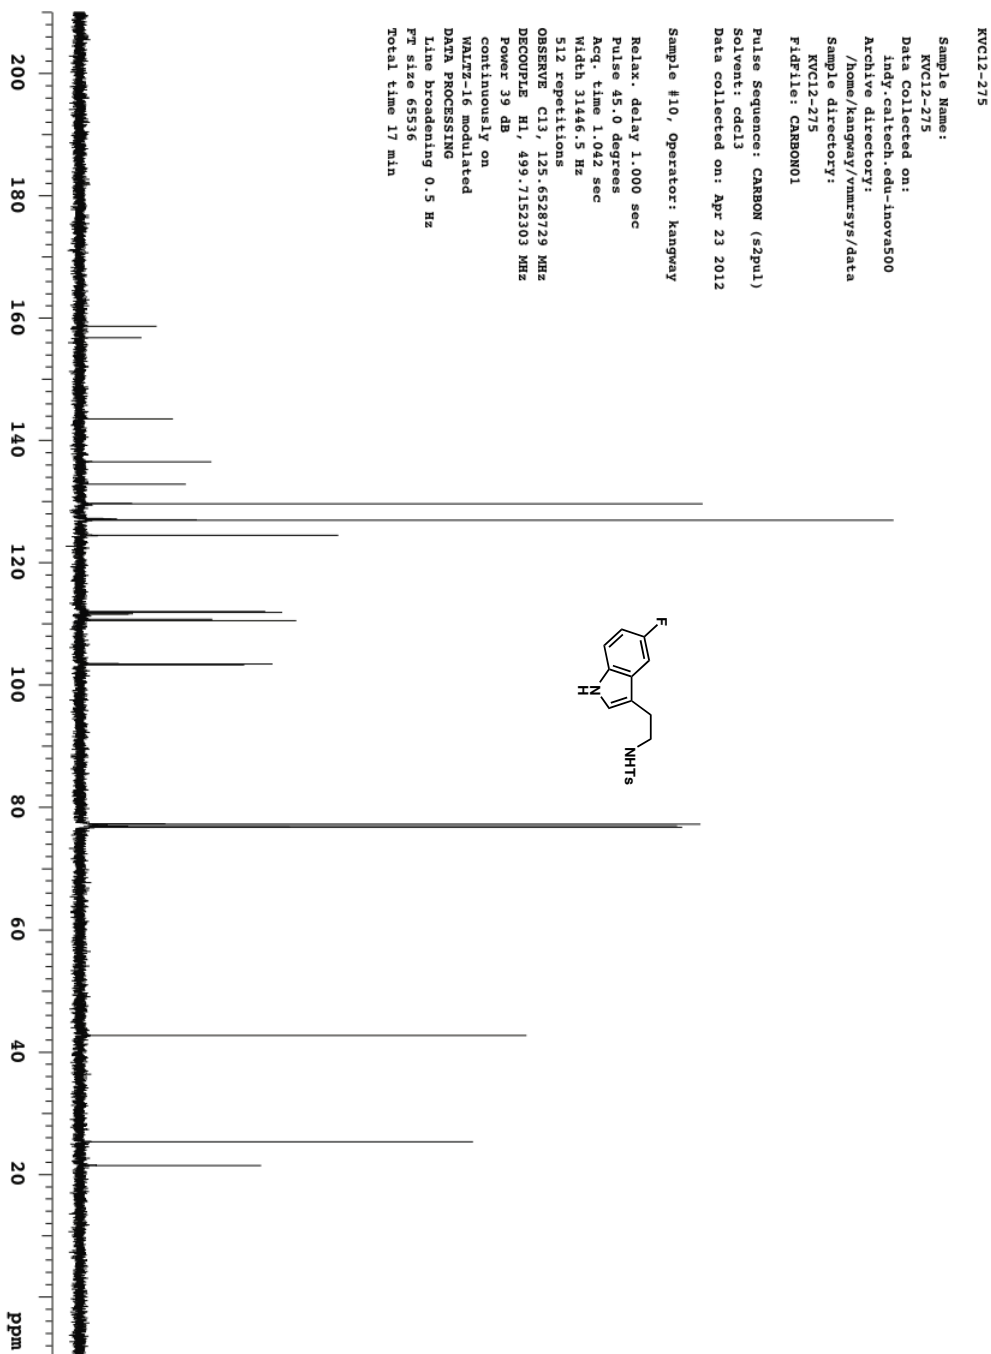 KVC12-275
Sample Name:
KVC12-275
Data Collected on:
indy.caltech.edu-inova500
Archive directory:
/home/kangway/vnmrsys/data
Sample directory:
KVC12-275
FidFile: CARBON01
Pulse Sequence: CARBON (s2pul)
Solvent: cdcl3
Data collected on: Apr 23 2012
Sample #10, Operator: kangway
Relax. delay 1.000 sec
Pulse 45.0 degrees
Acq. time 1.042 sec
Width 31446.5 Hz
512 repetitions
OBSERVE C13, 125.6528729 MHz
DECOUPLE H1, 499.7152303 MHz
Power 39 dB
continuously on
WALTZ-16 modulated
DATA PROCESSING
Line broadening 0.5 Hz
FT size 65536
Total time 17 min
F
N
H
NHTs
200 180 160 140 120 100 80 60 40 20 ppm